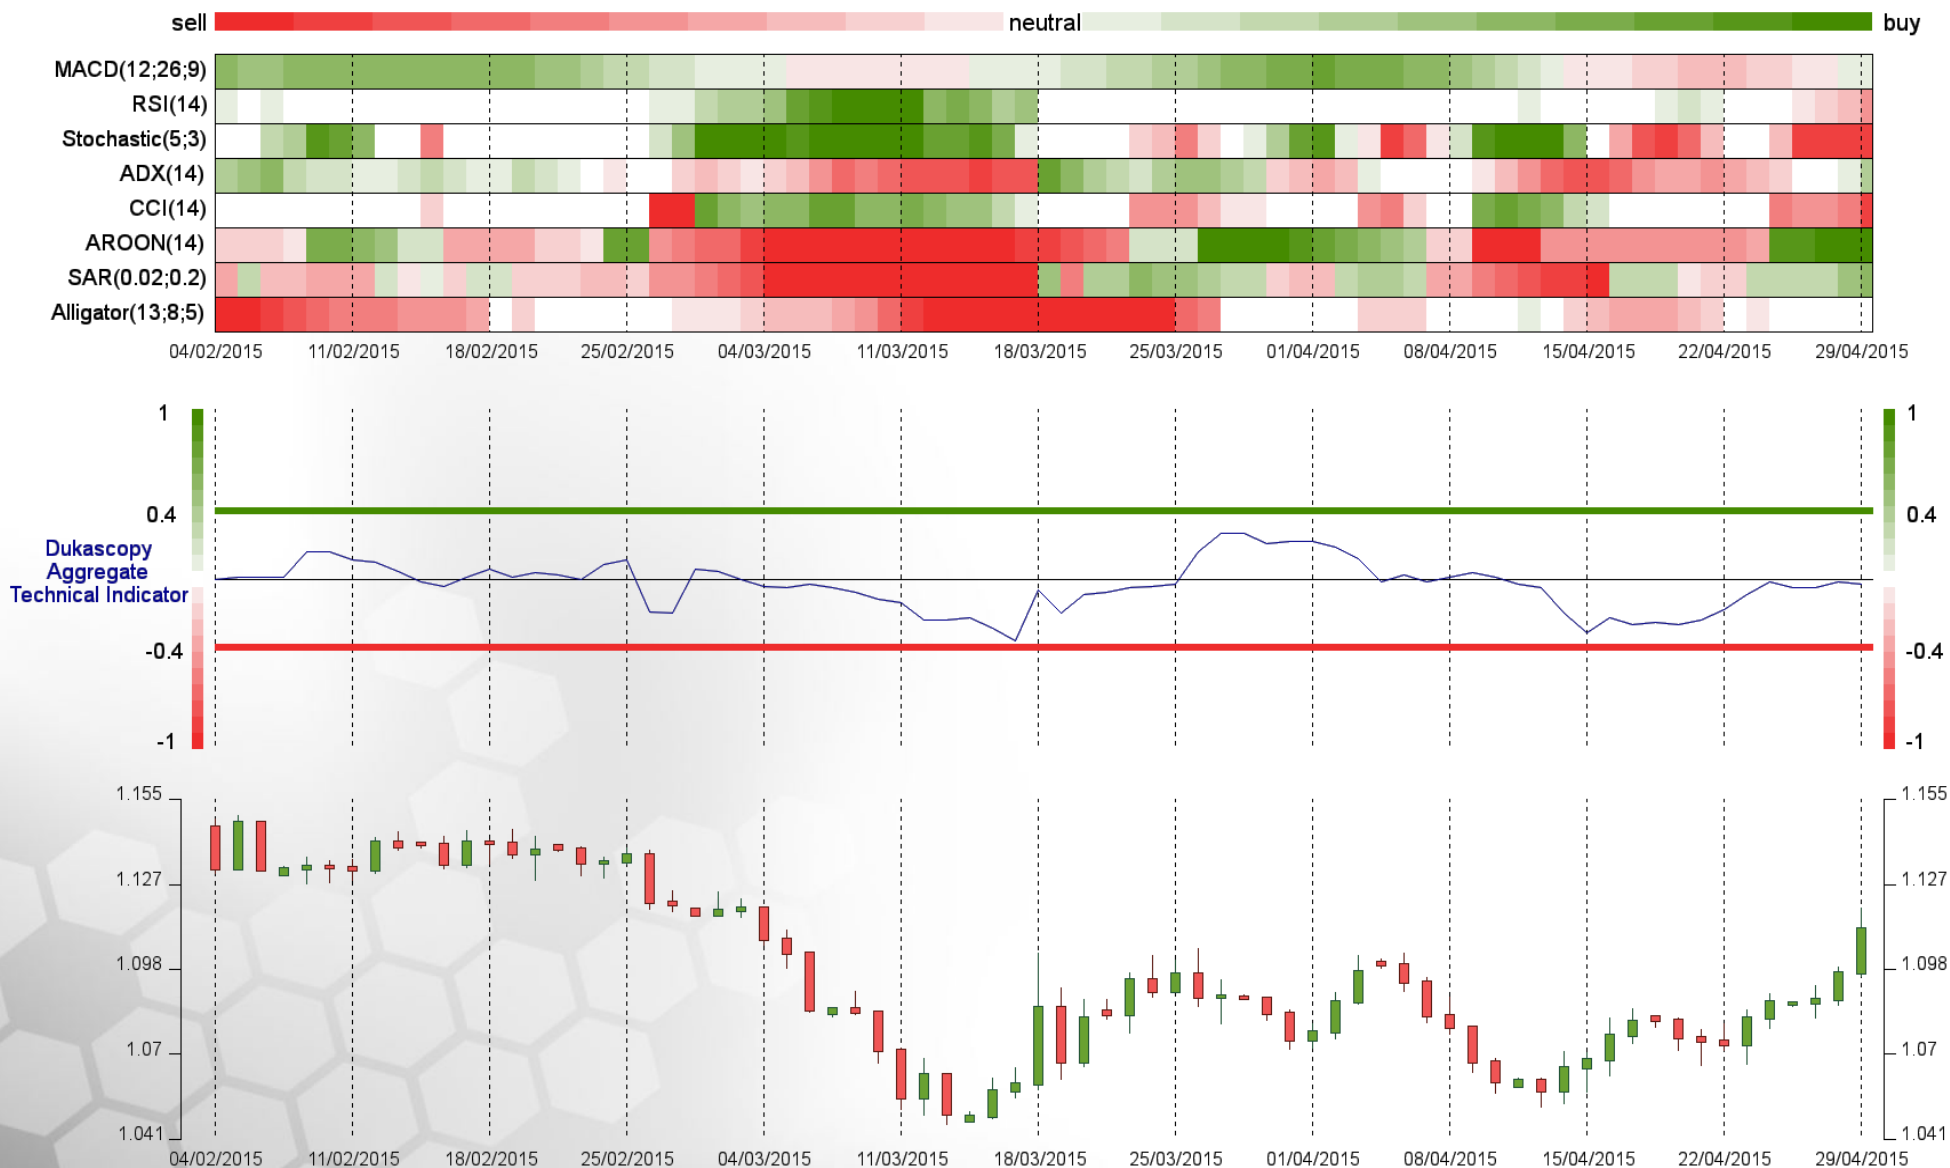 sell neutral buy
MACD(12;26;9)
RSI(14)
Stochastic(5;3)
ADX(14)
CCI(14)
AROON(14)
SAR(0.02;0.2)
Alligator(13;8;5)
04/02/2015 11/02/2015 18/02/2015 25/02/2015 04/03/2015 11/03/2015 18/03/2015 25/03/2015 01/04/2015 08/04/2015 15/04/2015 22/04/2015 29/04/2015
1 1
0.4 0.4
Dukascopy
Aggregate
Technical Indicator
-0.4 -0.4
-1 -1
1.155 1.155
1.127 1.127
1.098 1.098
1.07 1.07
1.041 1.041
04/02/2015 11/02/2015 18/02/2015 25/02/2015 04/03/2015 11/03/2015 18/03/2015 25/03/2015 01/04/2015 08/04/2015 15/04/2015 22/04/2015 29/04/2015